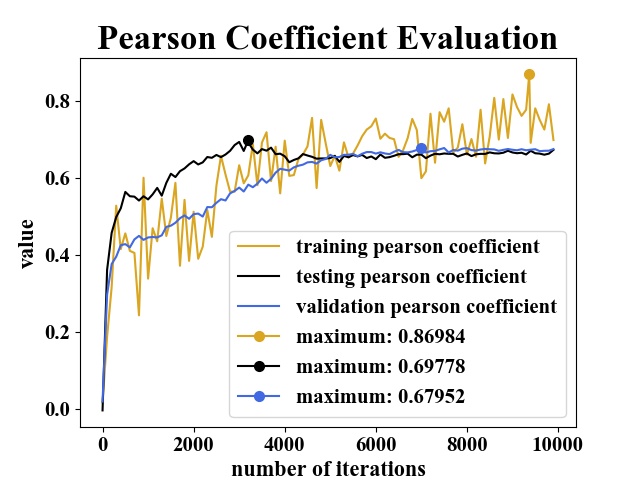 Pearson Coefficient Evaluation
0.8
0.6
0.4
0.2
0.0
value
training pearson coefficient
testing pearson coefficient
validation pearson coefficient
maximum: 0.86984
maximum: 0.69778
maximum: 0.67952
0 2000 4000 6000 8000 10000
number of iterations